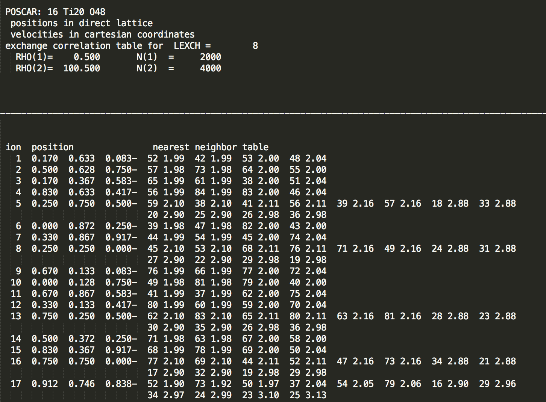 POSCAR: 16 Ti20 O48
positions in direct lattice
velocities in cartesian coordinates
exchange correlation table for LEXCH = 8
RHO(1)= 0.500 N(1) = 2000
RHO(2)= 100.500 N(2) = 4000
ion position nearest neighbor table
1 0.170 0.633 0.083- 52 1.99 42 1.99 53 2.00 48 2.04
2 0.500 0.628 0.750- 57 1.98 73 1.98 64 2.00 55 2.00
3 0.170 0.367 0.583- 65 1.99 61 1.99 38 2.00 51 2.04
4 0.830 0.633 0.417- 56 1.99 84 1.99 83 2.00 46 2.04
5 0.250 0.750 0.500- 59 2.10 38 2.10 41 2.11 56 2.11 39 2.16 57 2.16 18 2.88 33 2.88
20 2.90 25 2.90 26 2.98 36 2.98
6 0.000 0.872 0.250- 39 1.98 47 1.98 82 2.00 43 2.00
7 0.330 0.867 0.917- 44 1.99 54 1.99 45 2.00 74 2.04
8 0.250 0.250 0.000- 45 2.10 53 2.10 68 2.11 76 2.11 71 2.16 49 2.16 24 2.88 31 2.88
27 2.90 22 2.90 29 2.98 19 2.98
9 0.670 0.133 0.083- 76 1.99 66 1.99 77 2.00 72 2.04
10 0.000 0.128 0.750- 49 1.98 81 1.98 79 2.00 40 2.00
11 0.670 0.867 0.583- 41 1.99 37 1.99 62 2.00 75 2.04
12 0.330 0.133 0.417- 80 1.99 60 1.99 59 2.00 70 2.04
13 0.750 0.250 0.500- 62 2.10 83 2.10 65 2.11 80 2.11 63 2.16 81 2.16 28 2.88 23 2.88
30 2.90 35 2.90 26 2.98 36 2.98
14 0.500 0.372 0.250- 71 1.98 63 1.98 67 2.00 58 2.00
15 0.830 0.367 0.917- 68 1.99 78 1.99 69 2.00 50 2.04
16 0.750 0.750 0.000- 77 2.10 69 2.10 44 2.11 52 2.11 47 2.16 73 2.16 34 2.88 21 2.88
17 2.90 32 2.90 19 2.98 29 2.98
17 0.912 0.746 0.838- 52 1.90 73 1.92 50 1.97 37 2.04 54 2.05 79 2.06 16 2.90 29 2.96
34 2.97 24 2.99 23 3.10 25 3.13